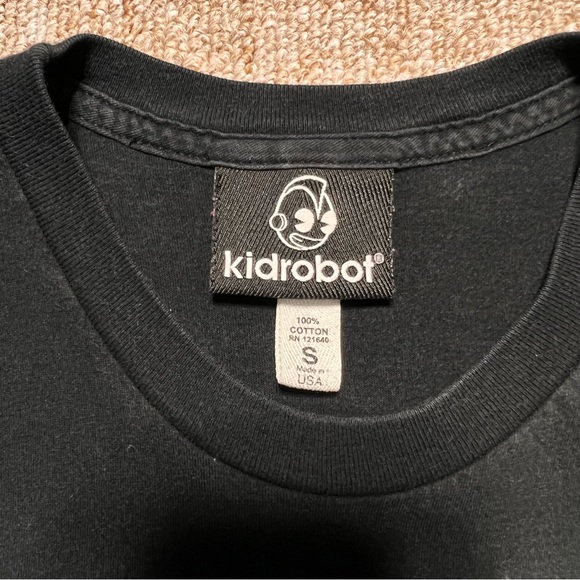 kidrobot®
100%
COTTON
RN 121640
S
Made in
USA